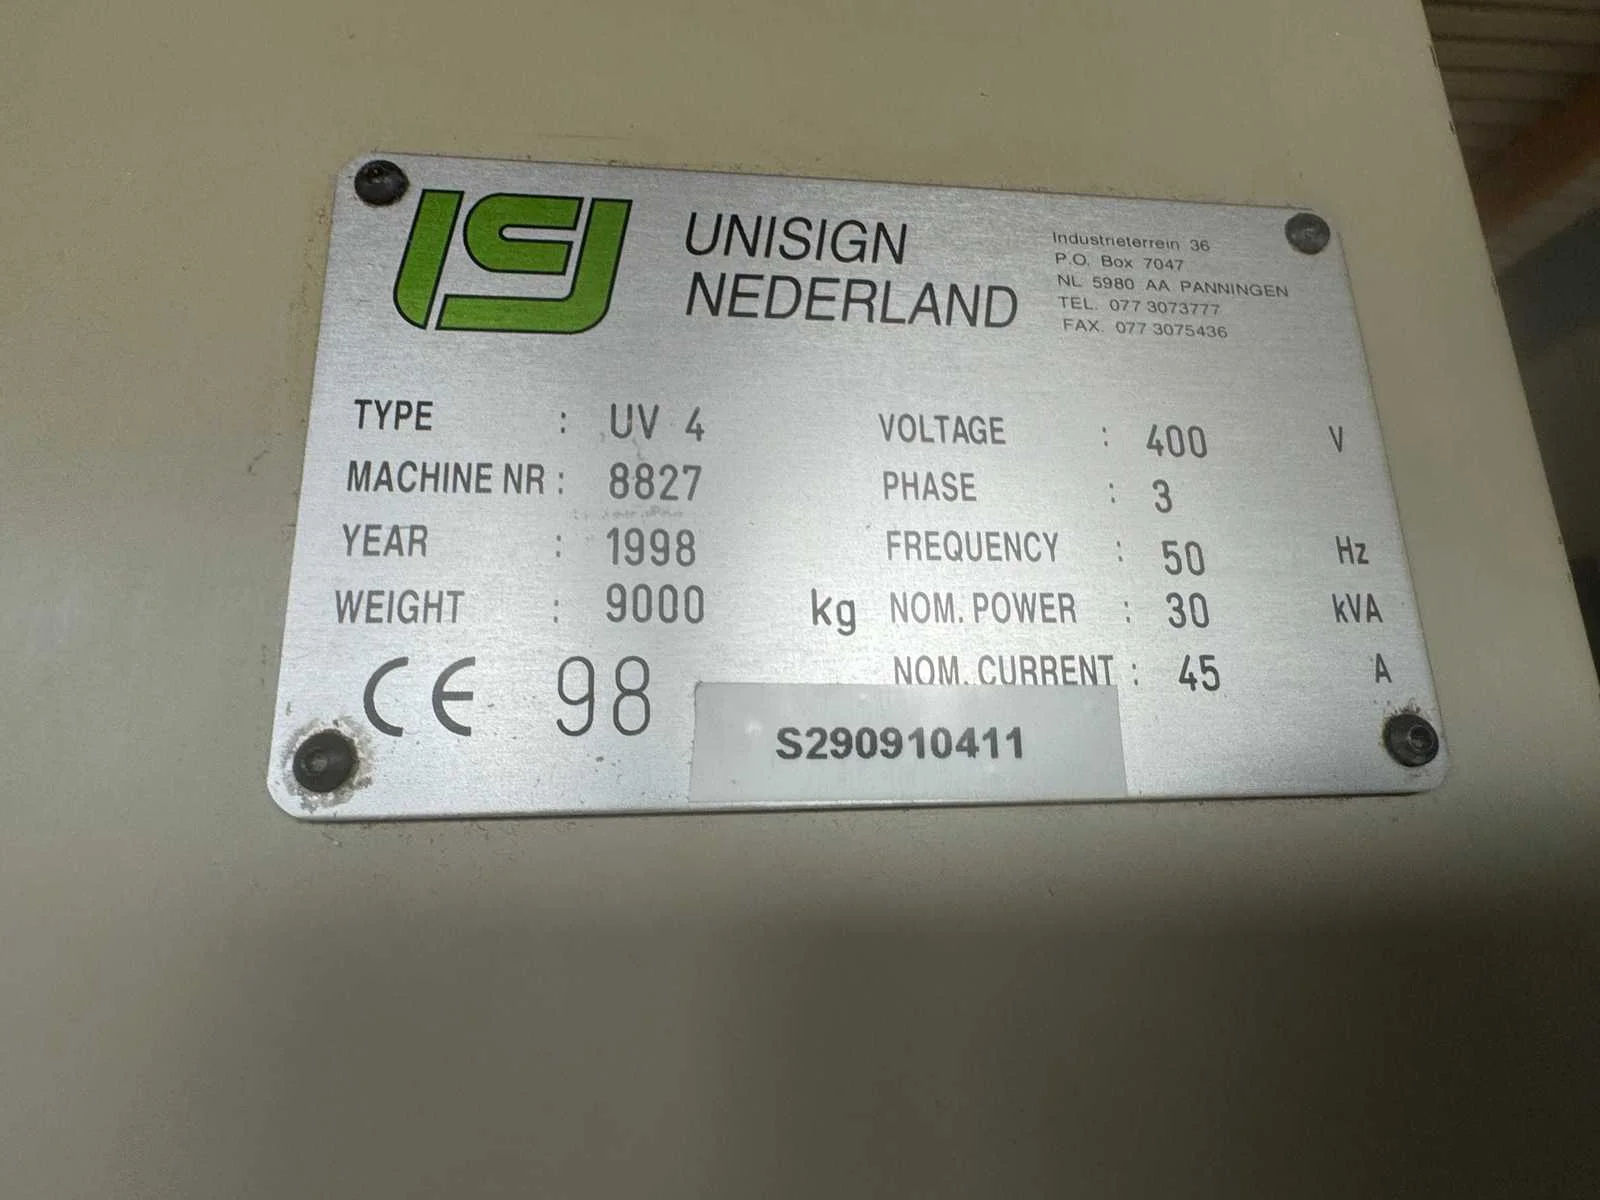 UNISIGN
NEDERLAND
Industrieterrein 36
P.O. Box 7047
NL 5980 AA PANNINGEN
TEL. 077 3073777
FAX. 077 3075436
TYPE : UV 4
MACHINE NR : 8827
YEAR : 1998
WEIGHT : 9000 kg
VOLTAGE : 400 V
PHASE : 3
FREQUENCY : 50 Hz
NOM. POWER : 30 kVA
NOM. CURRENT : 45 A
CE 98
S290910411